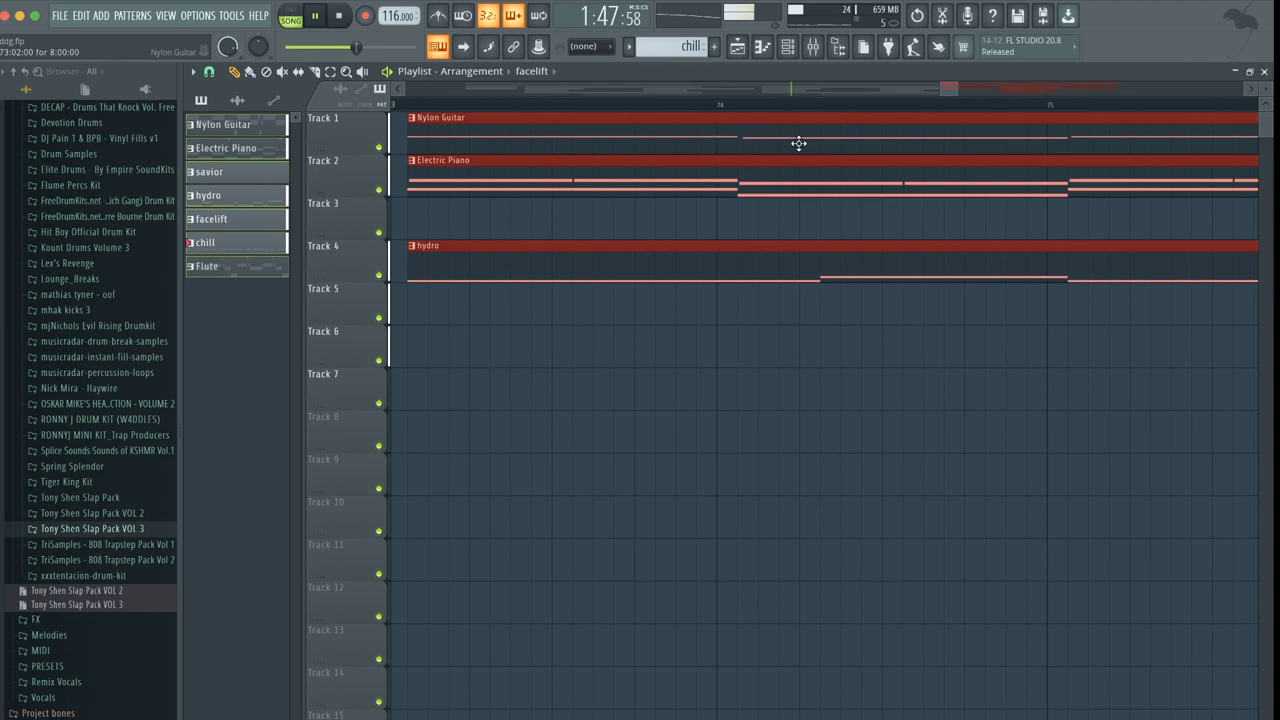 FILE EDIT ADD PATTERNS VIEW OPTIONS TOOLS HELP
PAT
SONG
116.000
3.2:
1:47:58
M:S:CS
24
659 MB
5
14-12 FL STUDIO 20.8
Released
ddg.flp
73:02:00 for 8:00:00
Nylon Guitar
(none)
chill
Browser - All
Playlist - Arrangement
facelift
NOTE CHAN PAT
3
74
75
DECAP - Drums That Knock Vol. Free
Devotion Drums
DJ Pain 1 & BPB - Vinyl Fills v1
Drum Samples
Elite Drums - By Empire SoundKits
Flume Percs Kit
FreeDrumKits.net - ..ich Gang) Drum Kit
FreeDrumKits.net...rre Bourne Drum Kit
Hit Boy Official Drum Kit
Kount Drums Volume 3
Lex's Revenge
Lounge_Breaks
mathias tyner - oof
mhak kicks 3
mjNichols Evil Rising Drumkit
musicradar-drum-break-samples
musicradar-instant-fill-samples
musicradar-percussion-loops
Nick Mira - Haywire
OSKAR MIKE'S HEA..CTION - VOLUME 2
RONNY J DRUM KIT (W4DDLES)
RONNYJ MINI KIT_Trap Producers
Splice Sounds Sounds of KSHMR Vol.1
Spring Splendor
Tiger King Kit
Tony Shen Slap Pack
Tony Shen Slap Pack VOL 2
Tony Shen Slap Pack VOL 3
TriSamples - 808 Trapstep Pack Vol 1
TriSamples - 808 Trapstep Pack Vol 2
xxxtentacion-drum-kit
Tony Shen Slap Pack VOL 2
Tony Shen Slap Pack VOL 3
FX
Melodies
MIDI
PRESETS
Remix Vocals
Vocals
Project bones
Nylon Guitar
Electric Piano
savior
hydro
facelift
chill
Flute
Track 1
Nylon Guitar
Track 2
Electric Piano
Track 3
Track 4
hydro
Track 5
Track 6
Track 7
Track 8
Track 9
Track 10
Track 11
Track 12
Track 13
Track 14
Track 15